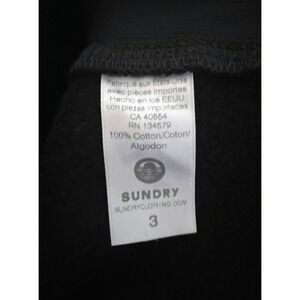 Fabriqué aux États-Unis
avec pièces importées
Hecho en los EEUU
con piezas importadas
CA 40654
RN 134679
100% Cotton/Coton/
Algodon
SUNDRY
SUNDRYCLOTHING.COM
3